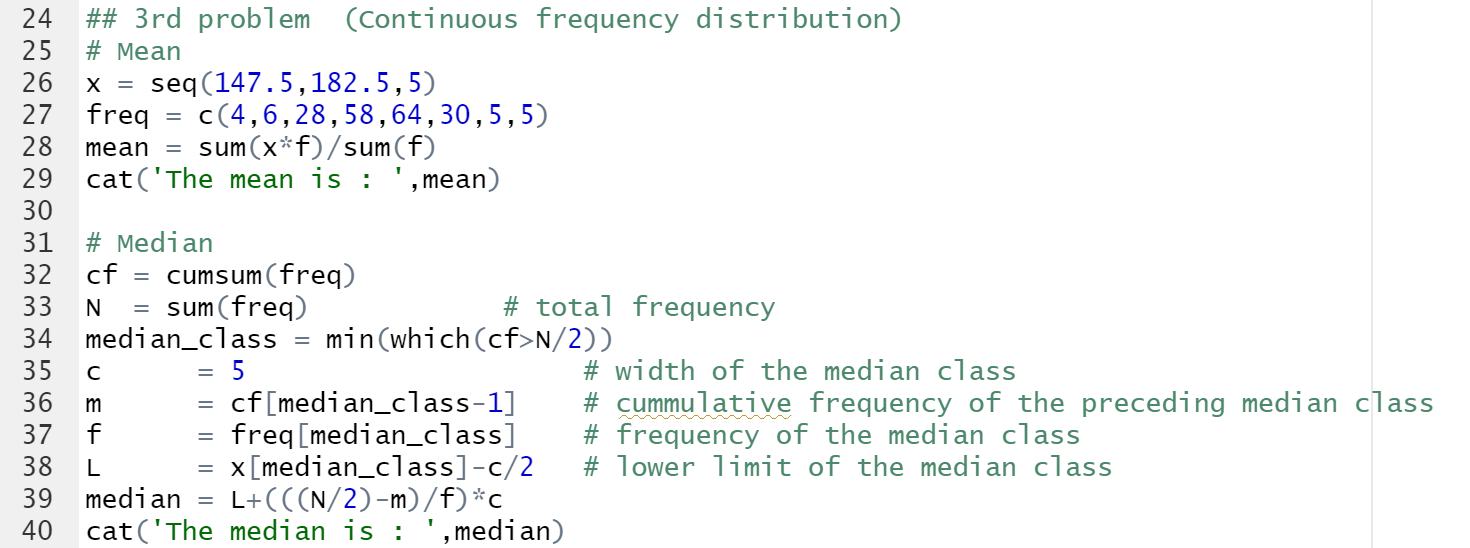 24 ## 3rd problem  (Continuous frequency distribution)
25 # Mean
26 x = seq(147.5,182.5,5)
27 freq = c(4,6,28,58,64,30,5,5)
28 mean = sum(x*f)/sum(f)
29 cat('The mean is : ',mean)
30
31 # Median
32 cf = cumsum(freq)
33 N  = sum(freq)            # total frequency
34 median_class = min(which(cf>N/2))
35 c      = 5                     # width of the median class
36 m      = cf[median_class-1]    # cummulative frequency of the preceding median class
37 f      = freq[median_class]    # frequency of the median class
38 L      = x[median_class]-c/2   # lower limit of the median class
39 median = L+(((N/2)-m)/f)*c
40 cat('The median is : ',median)